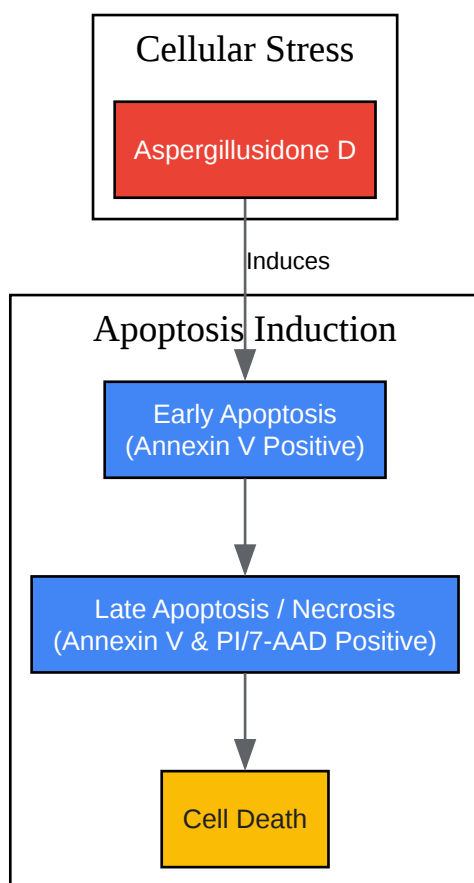 Cellular Stress
Aspergillusidone D
Induces
Apoptosis Induction
Early Apoptosis
(Annexin V Positive)
Late Apoptosis / Necrosis
(Annexin V & PI/7-AAD Positive)
Cell Death